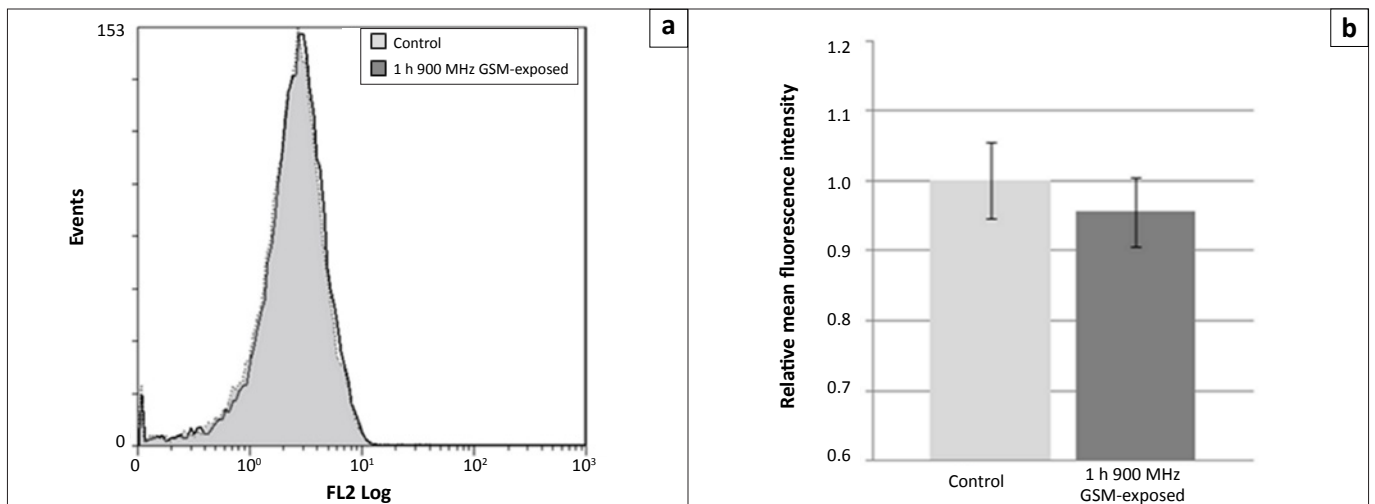 a
153
Control
1 h 900 MHz GSM-exposed
Events
0
0
10⁰
10¹
10²
10³
FL2 Log
b
1.2
1.1
1.0
0.9
0.8
0.7
0.6
Relative mean fluorescence intensity
Control
1 h 900 MHz
GSM-exposed